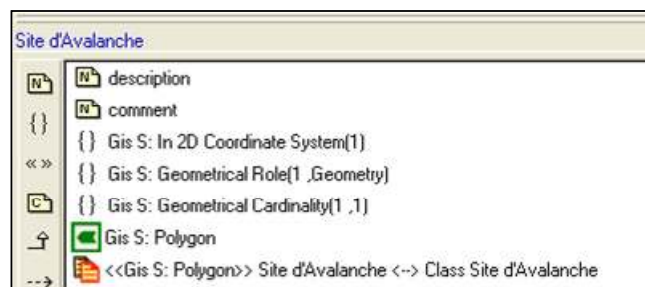 Site d'Avalanche
description
comment
{ } Gis S: In 2D Coordinate System(1)
{ } Gis S: Geometrical Role(1 ,Geometry)
{ } Gis S: Geometrical Cardinality(1 ,1)
Gis S: Polygon
<<Gis S: Polygon>> Site d'Avalanche <--> Class Site d'Avalanche